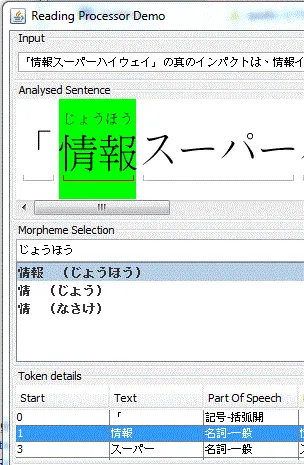 Reading Processor Demo
Input
「情報スーパーハイウェイ」の真のインパクトは、情報イ
Analysed Sentence
じょうほう
「情報スーパー
Morpheme Selection
じょうほう
情報 （じょうほう）
情 （じょう）
情 （なさけ）
Token details
Start Text Part Of Speech
0 「 記号-括弧開
1 情報 名詞-一般
3 スーパー 名詞-一般